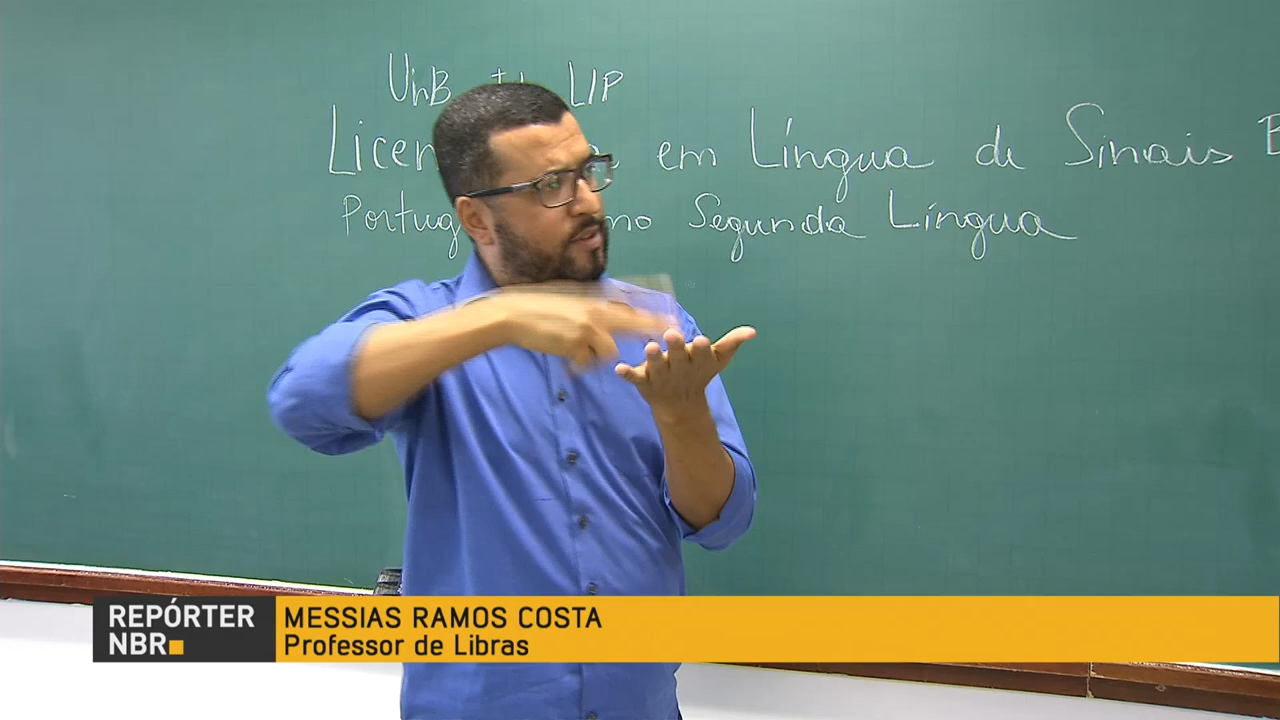 UnB LIP
em Língua de Sinais
Segunda Língua
REPÓRTER
NBR
MESSIAS RAMOS COSTA
Professor de Libras